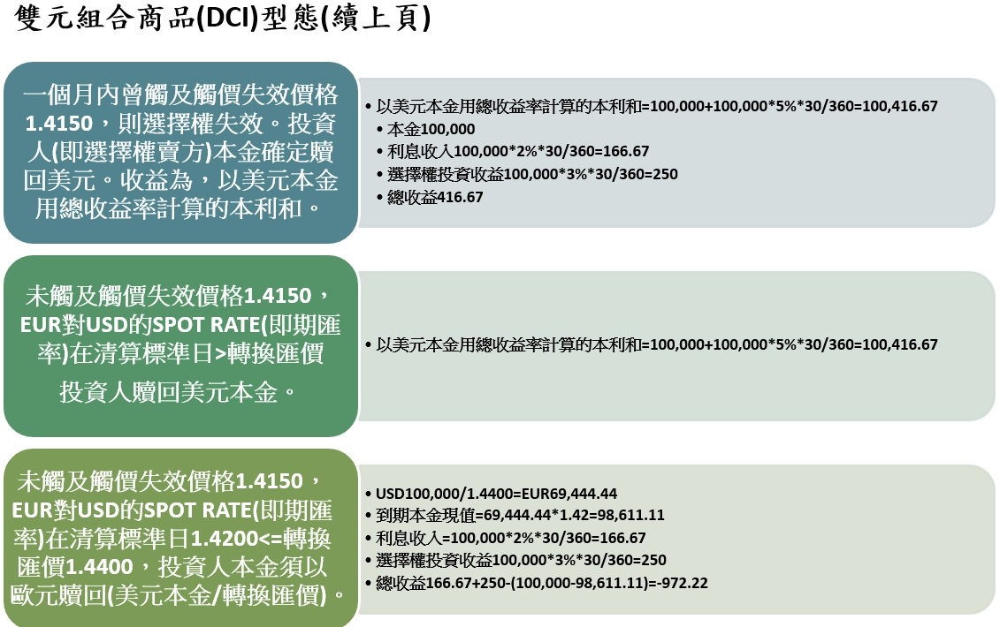 雙元組合商品(DCI)型態(續上頁)
一個月內曾觸及觸價失效價格
1.4150，則選擇權失效。投資
人(即選擇權賣方)本金確定贖
回美元。收益為，以美元本金
用總收益率計算的本利和。
• 以美元本金用總收益率計算的本利和=100,000+100,000*5%*30/360=100,416.67
• 本金100,000
• 利息收入100,000*2%*30/360=166.67
• 選擇權投資收益100,000*3%*30/360=250
• 總收益416.67
未觸及觸價失效價格1.4150，
EUR對USD的SPOT RATE(即期匯
率)在清算標準日>轉換匯價
投資人贖回美元本金。
• 以美元本金用總收益率計算的本利和=100,000+100,000*5%*30/360=100,416.67
未觸及觸價失效價格1.4150，
EUR對USD的SPOT RATE(即期匯
率)在清算標準日1.4200<=轉換
匯價1.4400，投資人本金須以
歐元贖回(美元本金/轉換匯價)。
• USD100,000/1.4400=EUR69,444.44
• 到期本金現值=69,444.44*1.42=98,611.11
• 利息收入=100,000*2%*30/360=166.67
• 選擇權投資收益100,000*3%*30/360=250
• 總收益166.67+250-(100,000-98,611.11)=-972.22